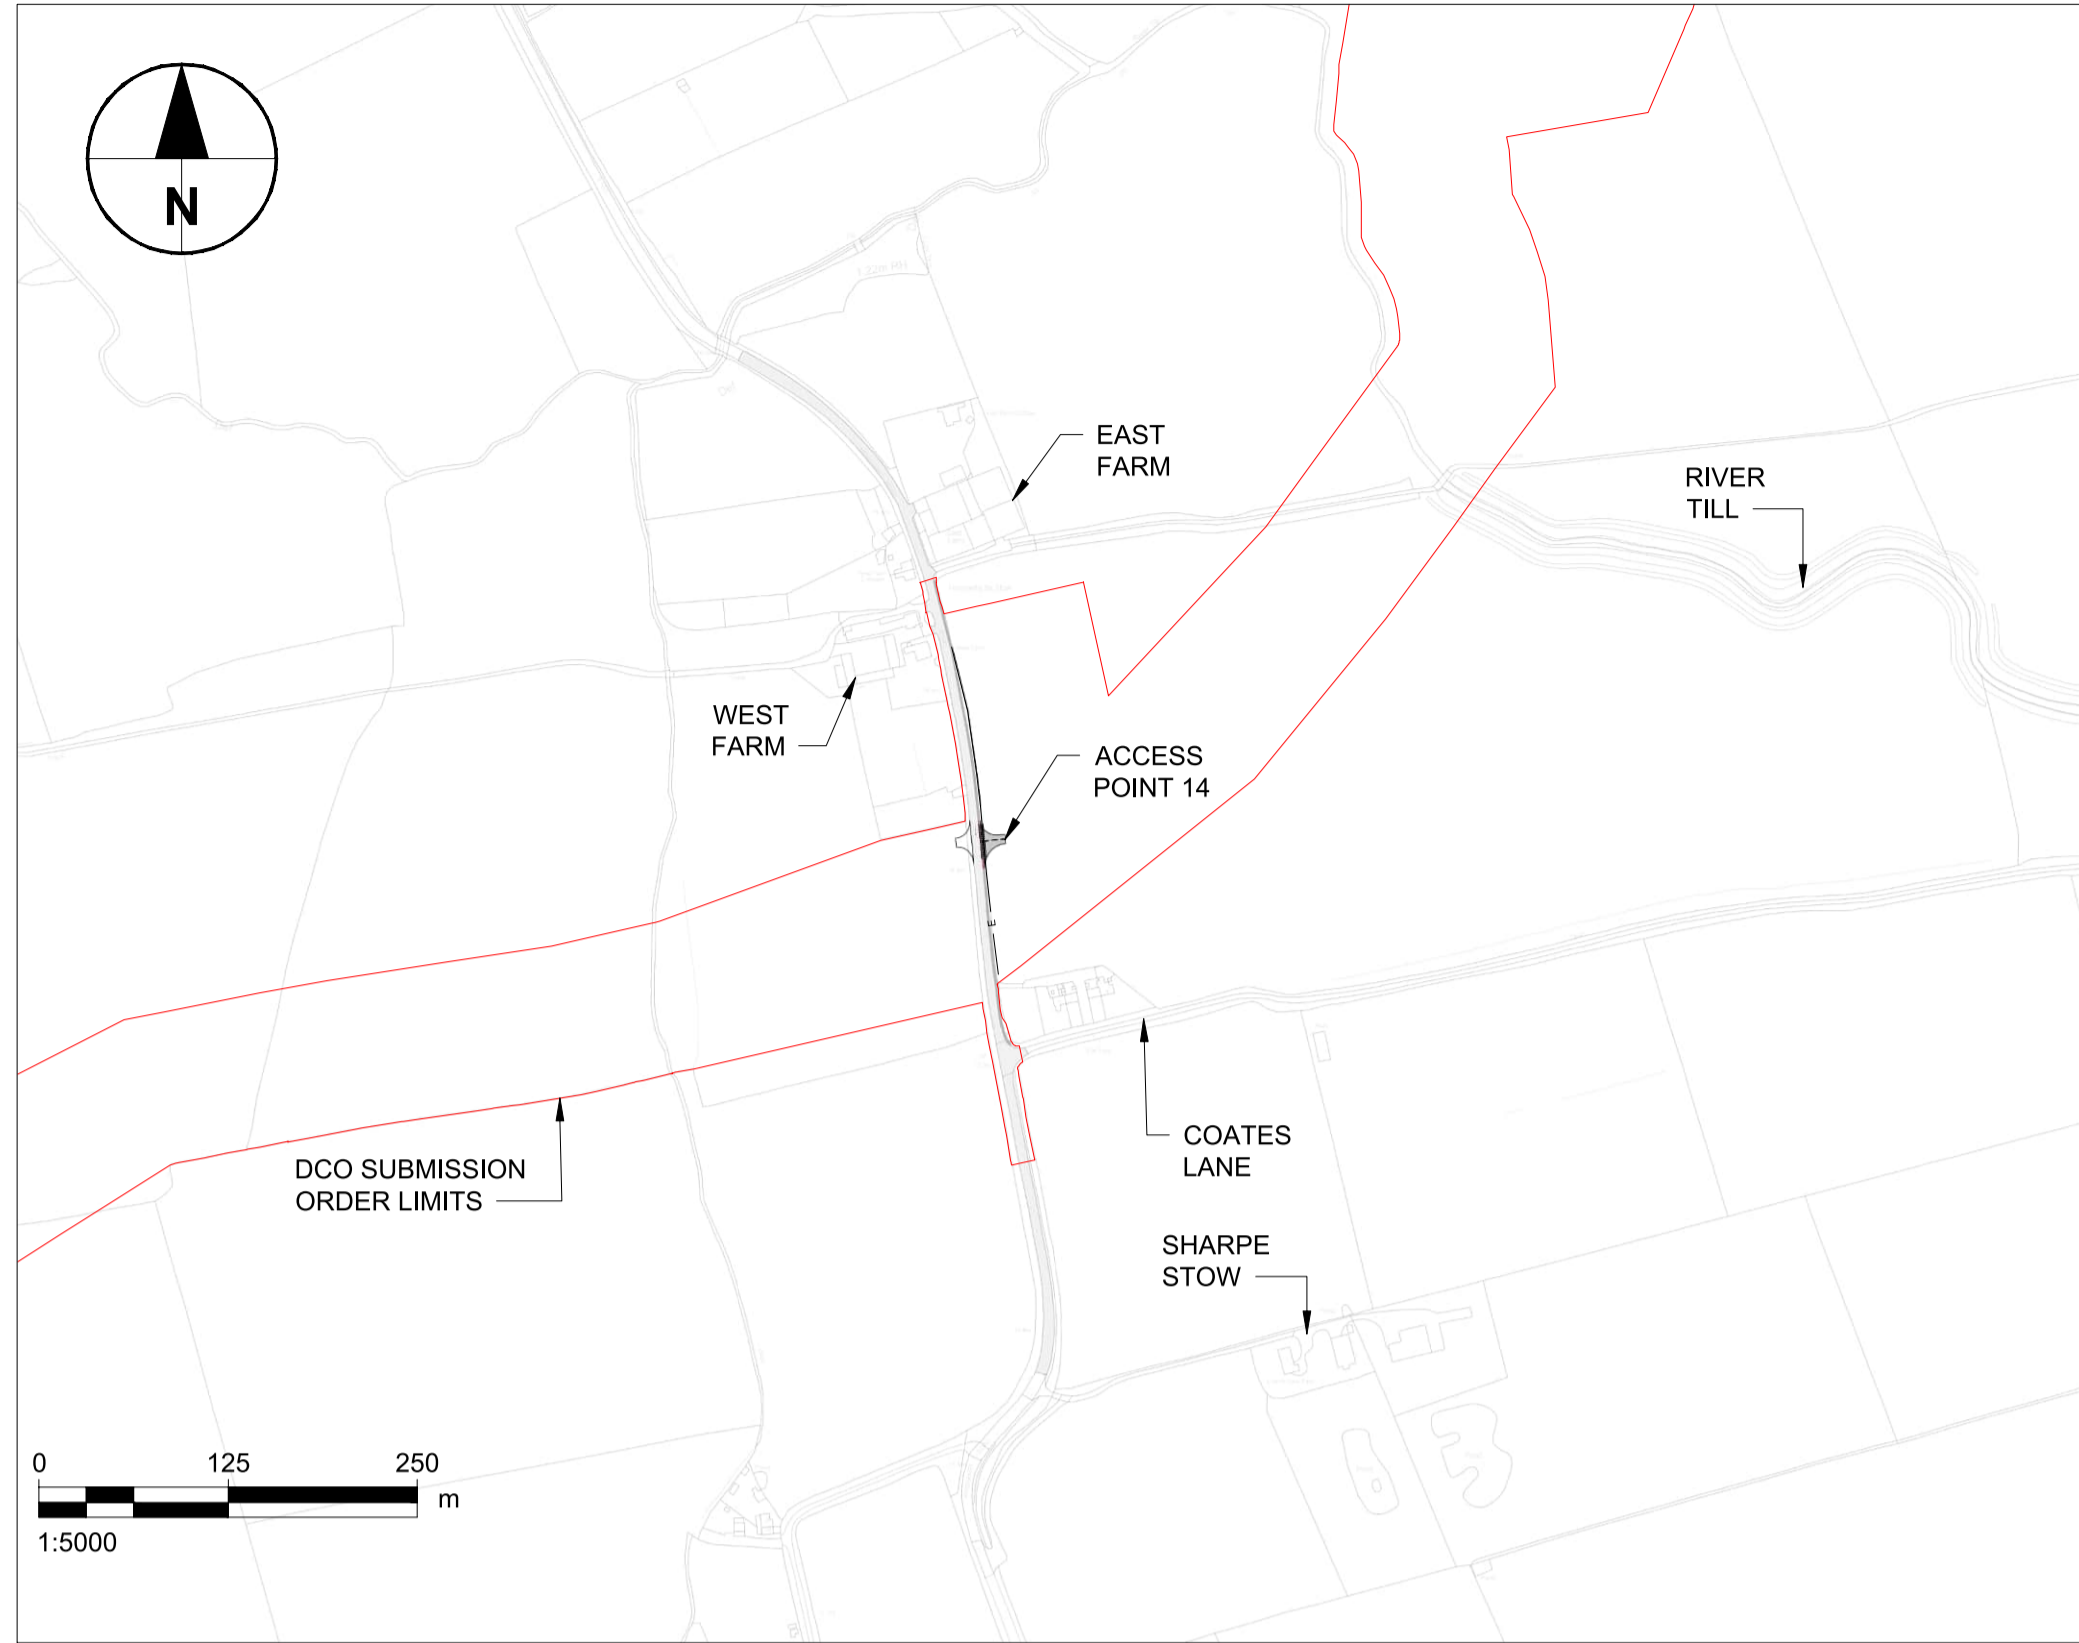 N
EAST
FARM
RIVER
TILL
WEST
FARM
ACCESS
POINT 14
E
COATES
LANE
DCO SUBMISSION
ORDER LIMITS
SHARPE
STOW
0 125 250
m
1:5000